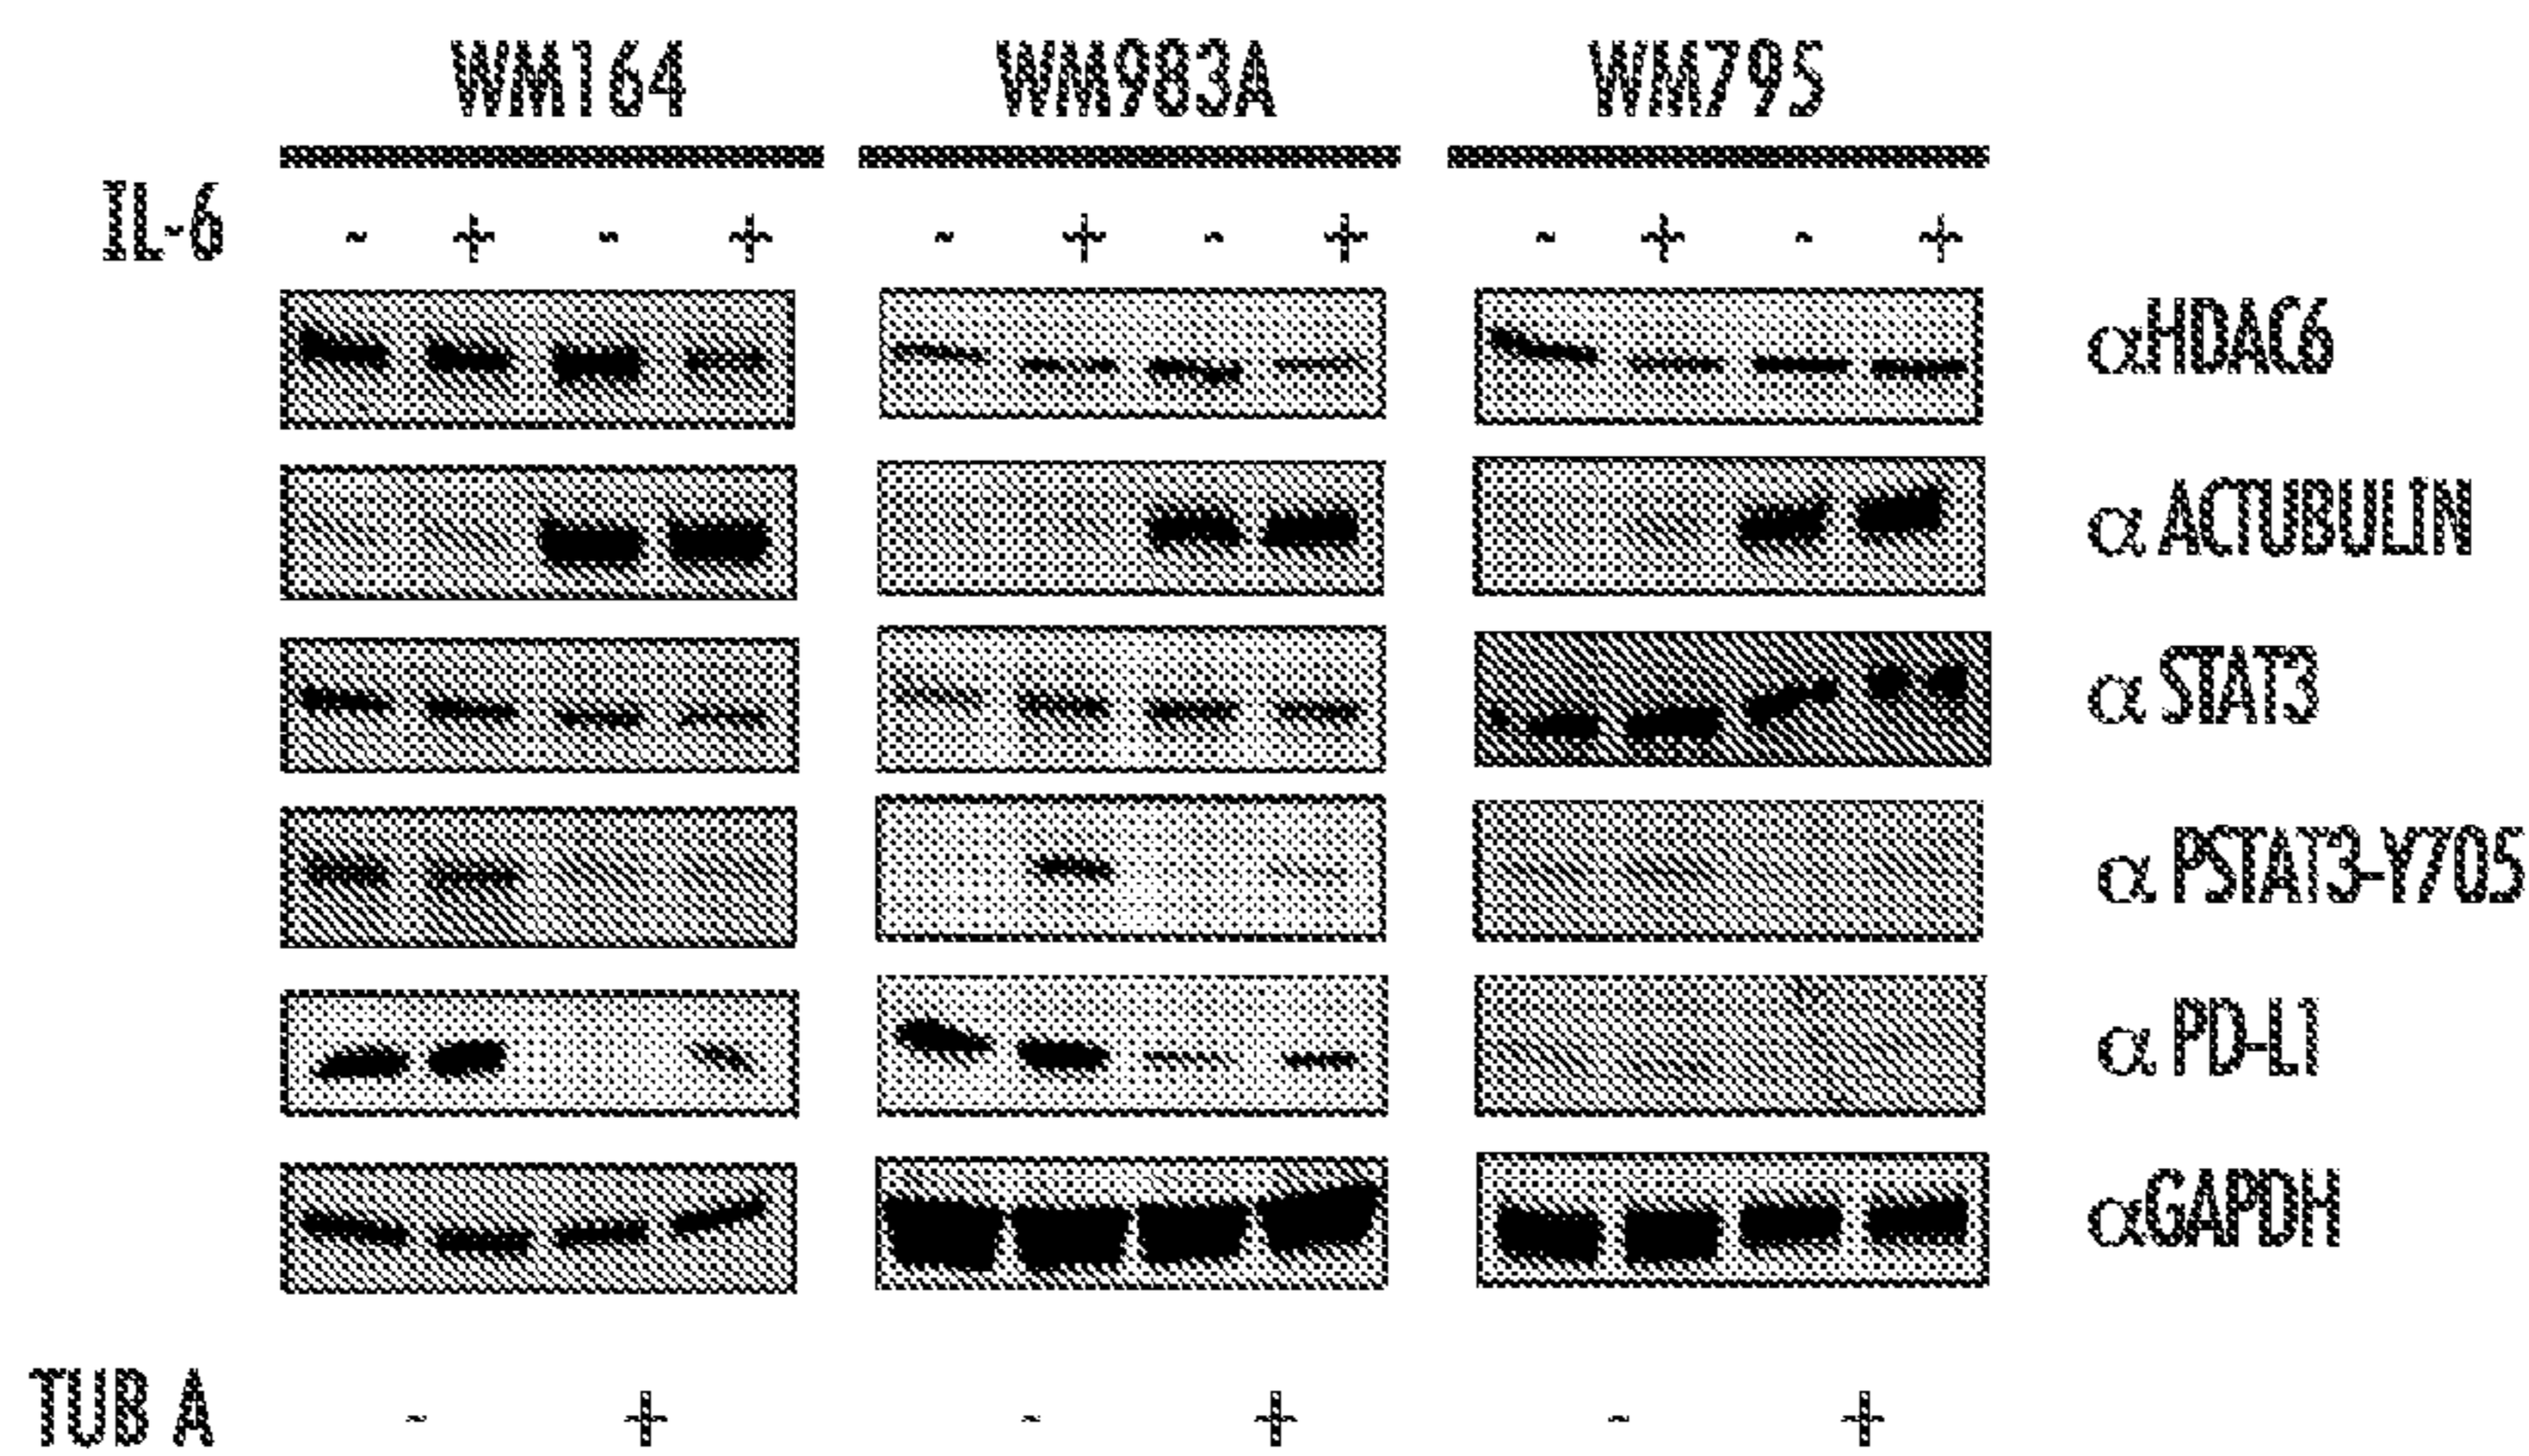 WM164 WM983A WM795
IL-6 - + - + - + - + - + - +
αHDAC6
α ACTUBULIN
α STAT3
α PSTAT3-Y705
α PD-L1
αGAPDH
TUB A - + - + - +